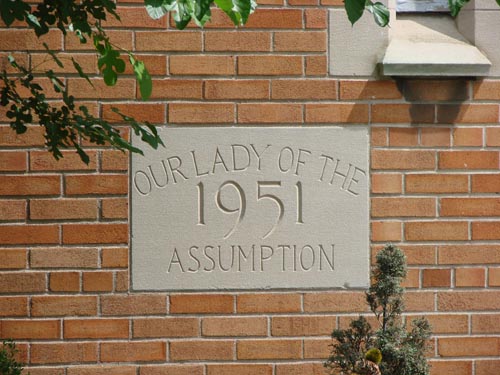 OUR LADY OF THE
1951
ASSUMPTION